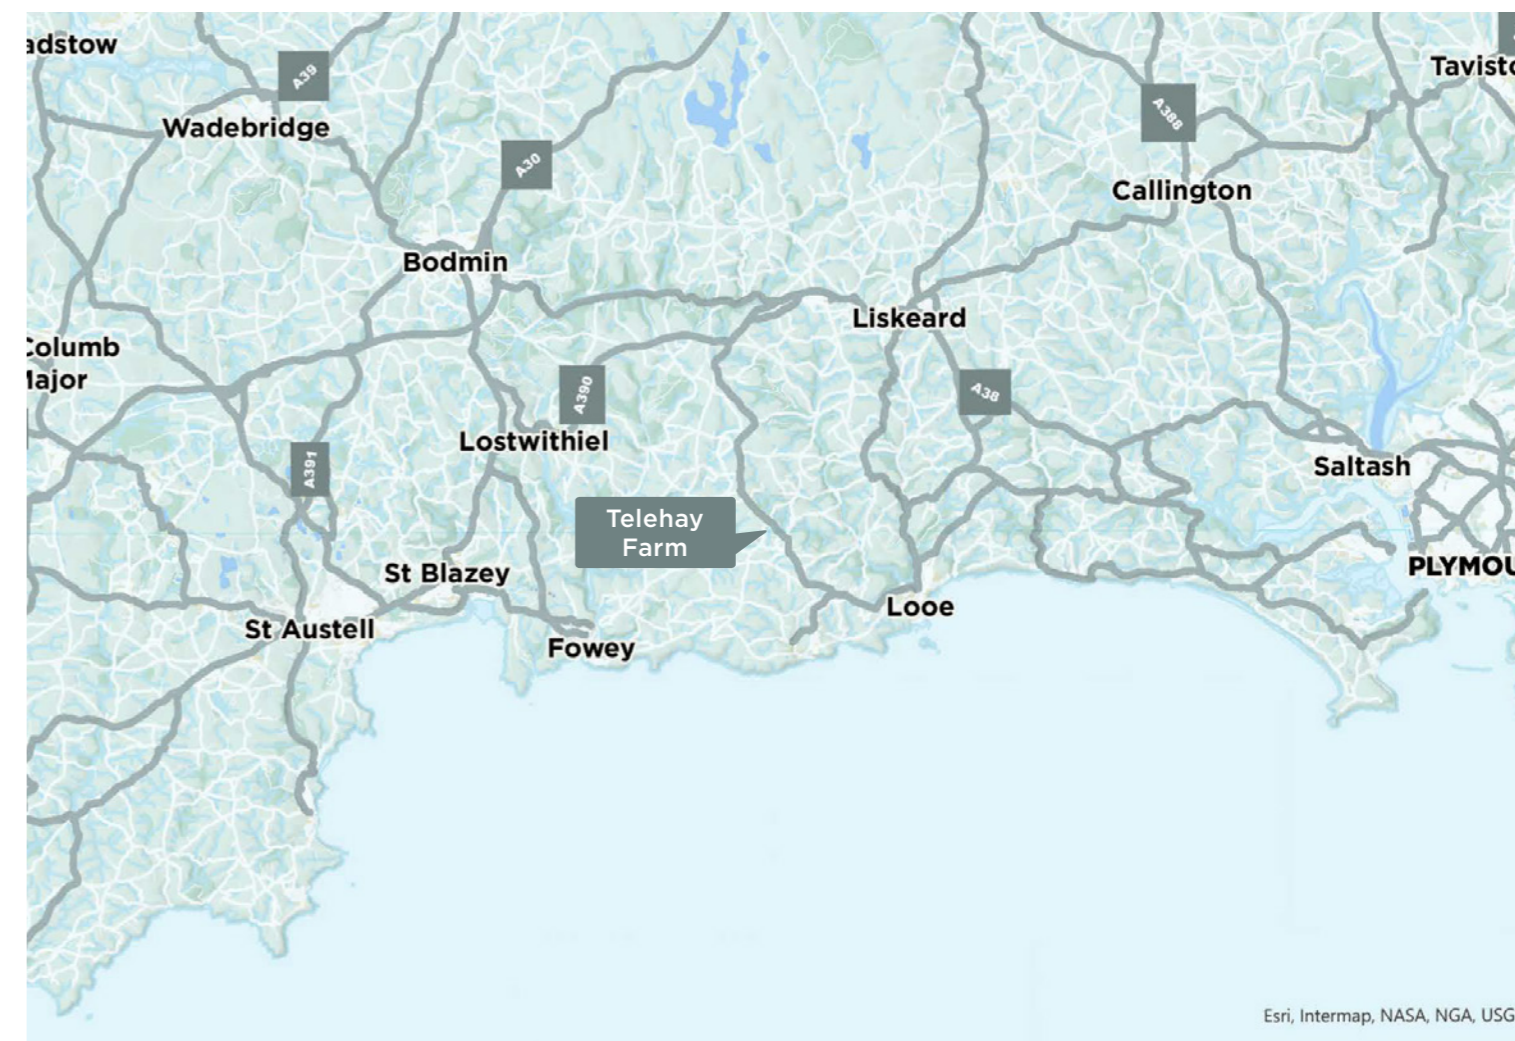 adstow
Tavisto
A39
A388
Wadebridge
A30
Callington
Bodmin
Liskeard
Columb
Major
A390
A38
Lostwithiel
A391
Saltash
Telehay
Farm
PLYMOU
St Blazey
Looe
St Austell
Fowey
Esri, Intermap, NASA, NGA, USG